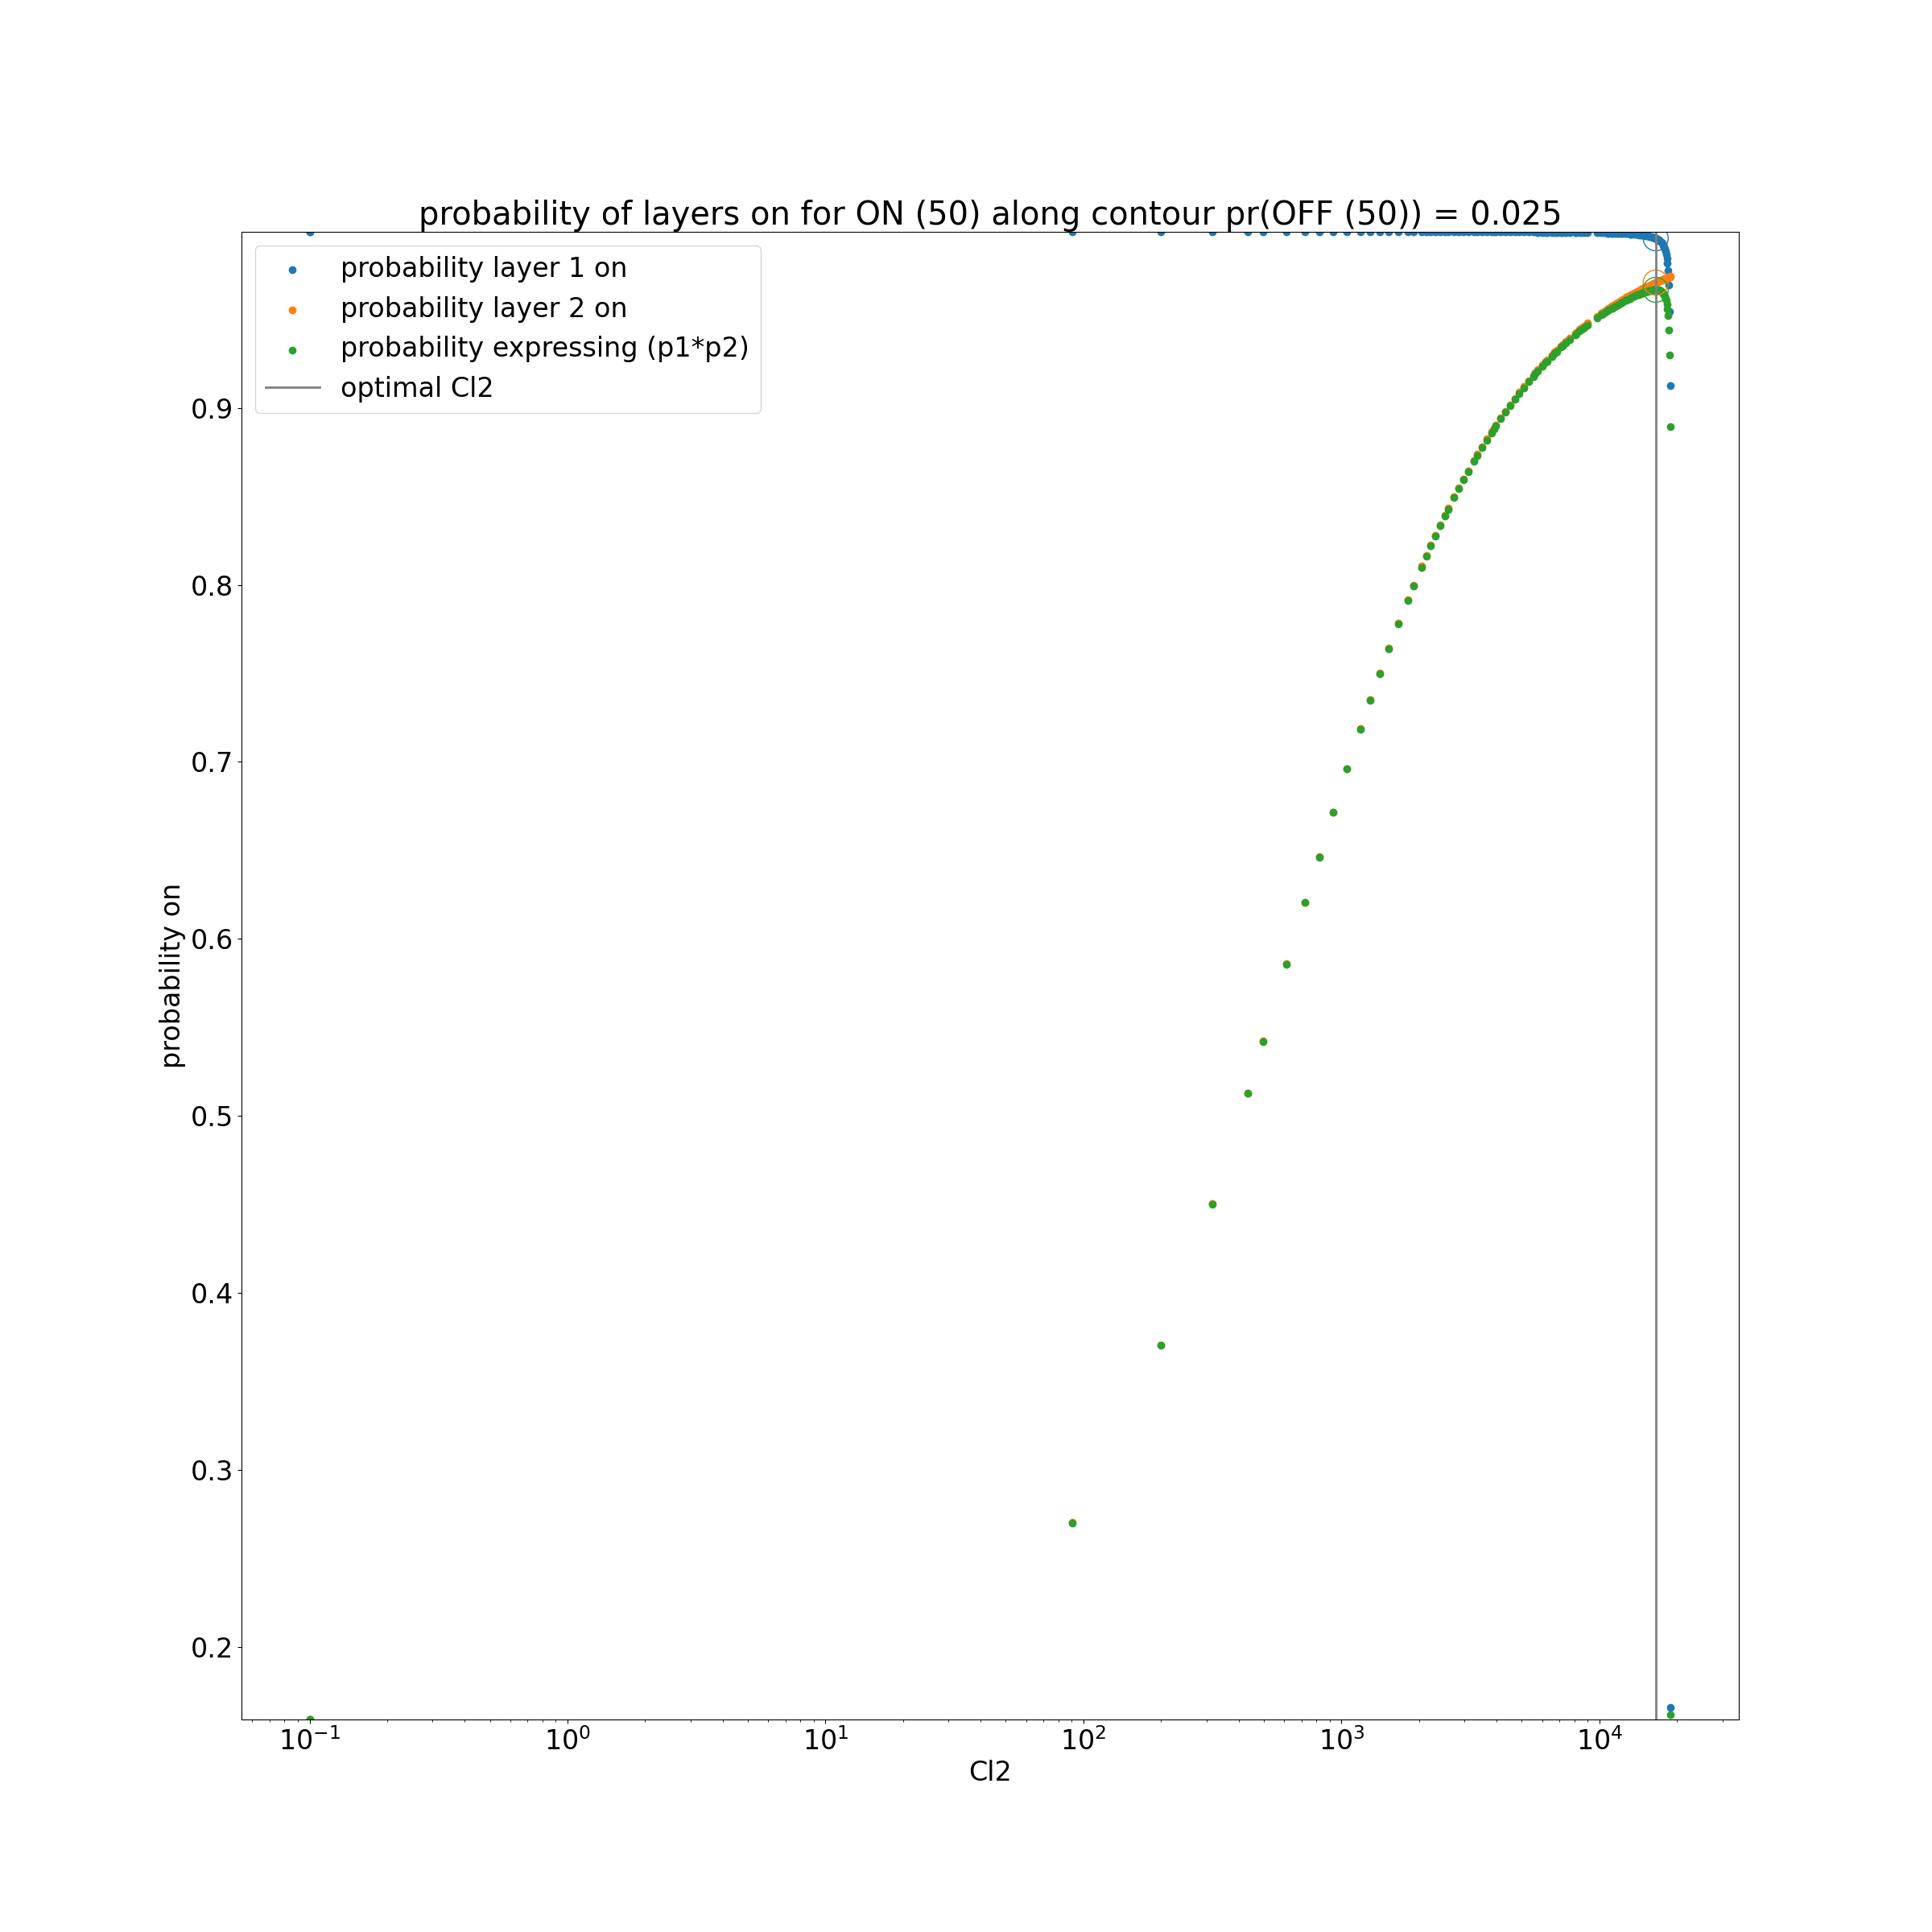 probability of layers on for ON (50) along contour pr(OFF (50)) = 0.025
probability layer 1 on
probability layer 2 on
probability expressing (p1*p2)
optimal Cl2
0.9
0.8
0.7
0.6
0.5
0.4
0.3
0.2
probability on
10⁻¹ 10⁰ 10¹ 10² 10³ 10⁴
Cl2